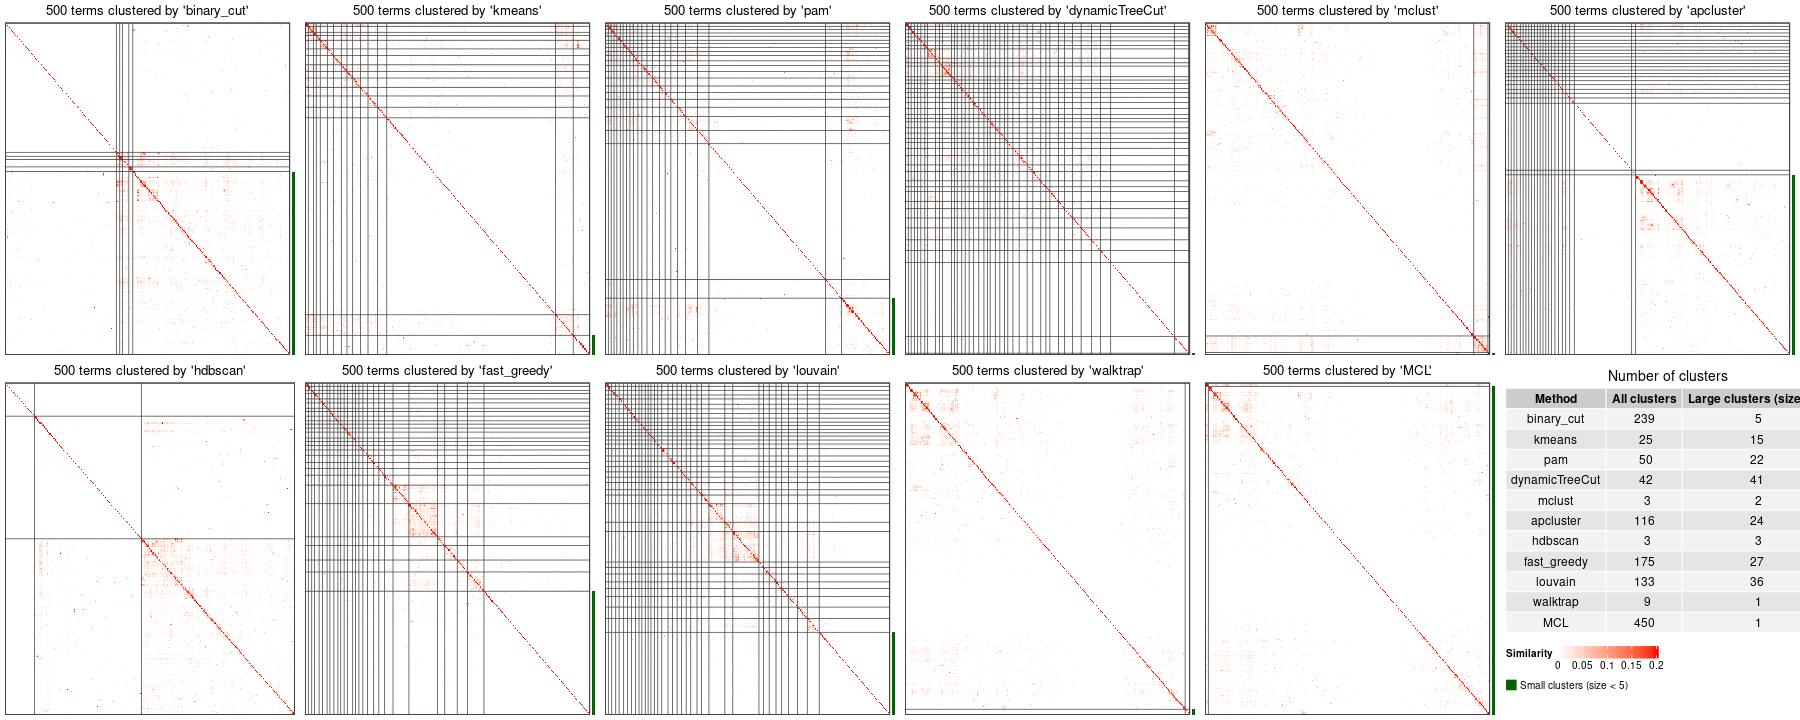 500 terms clustered by 'binary_cut'
500 terms clustered by 'kmeans'
500 terms clustered by 'pam'
500 terms clustered by 'dynamicTreeCut'
500 terms clustered by 'mclust'
500 terms clustered by 'apcluster'
500 terms clustered by 'hdbscan'
500 terms clustered by 'fast_greedy'
500 terms clustered by 'louvain'
500 terms clustered by 'walktrap'
500 terms clustered by 'MCL'
Number of clusters
Method All clusters Large clusters (size
binary_cut 239 5
kmeans 25 15
pam 50 22
dynamicTreeCut 42 41
mclust 3 2
apcluster 116 24
hdbscan 3 3
fast_greedy 175 27
louvain 133 36
walktrap 9 1
MCL 450 1
Similarity
0 0.05 0.1 0.15 0.2
Small clusters (size < 5)